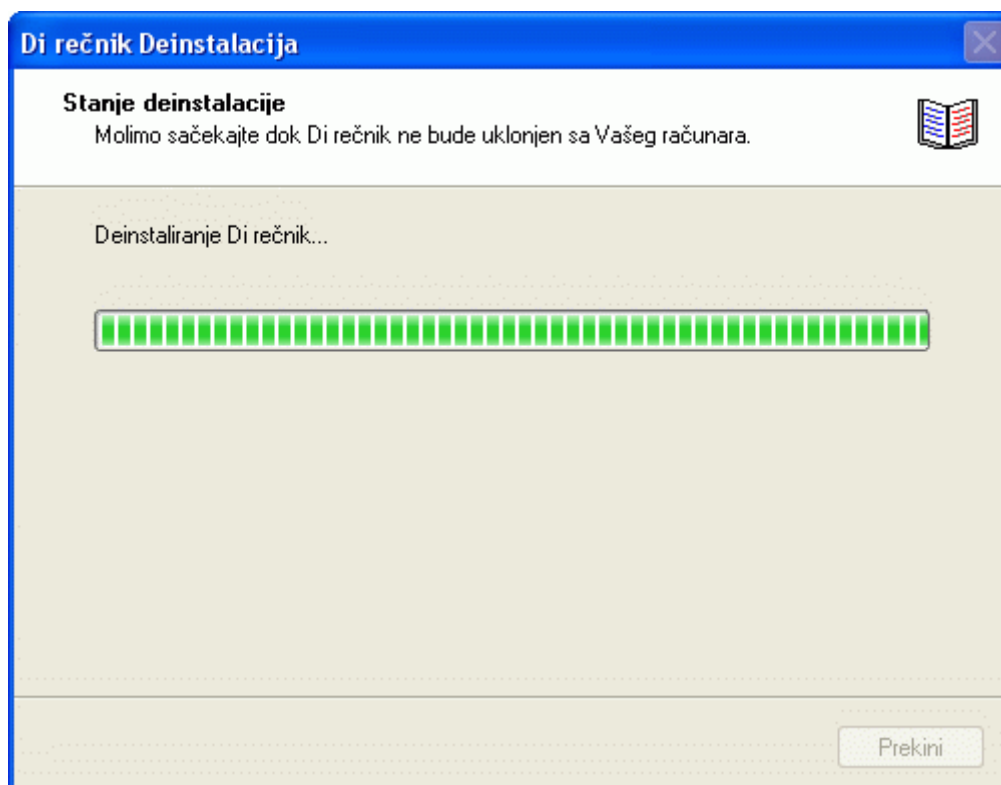 Di rečnik Deinstalacija
Stanje deinstalacije
Molimo sačekajte dok Di rečnik ne bude uklonjen sa Vašeg računara.
Deinstaliranje Di rečnik...
Prekini